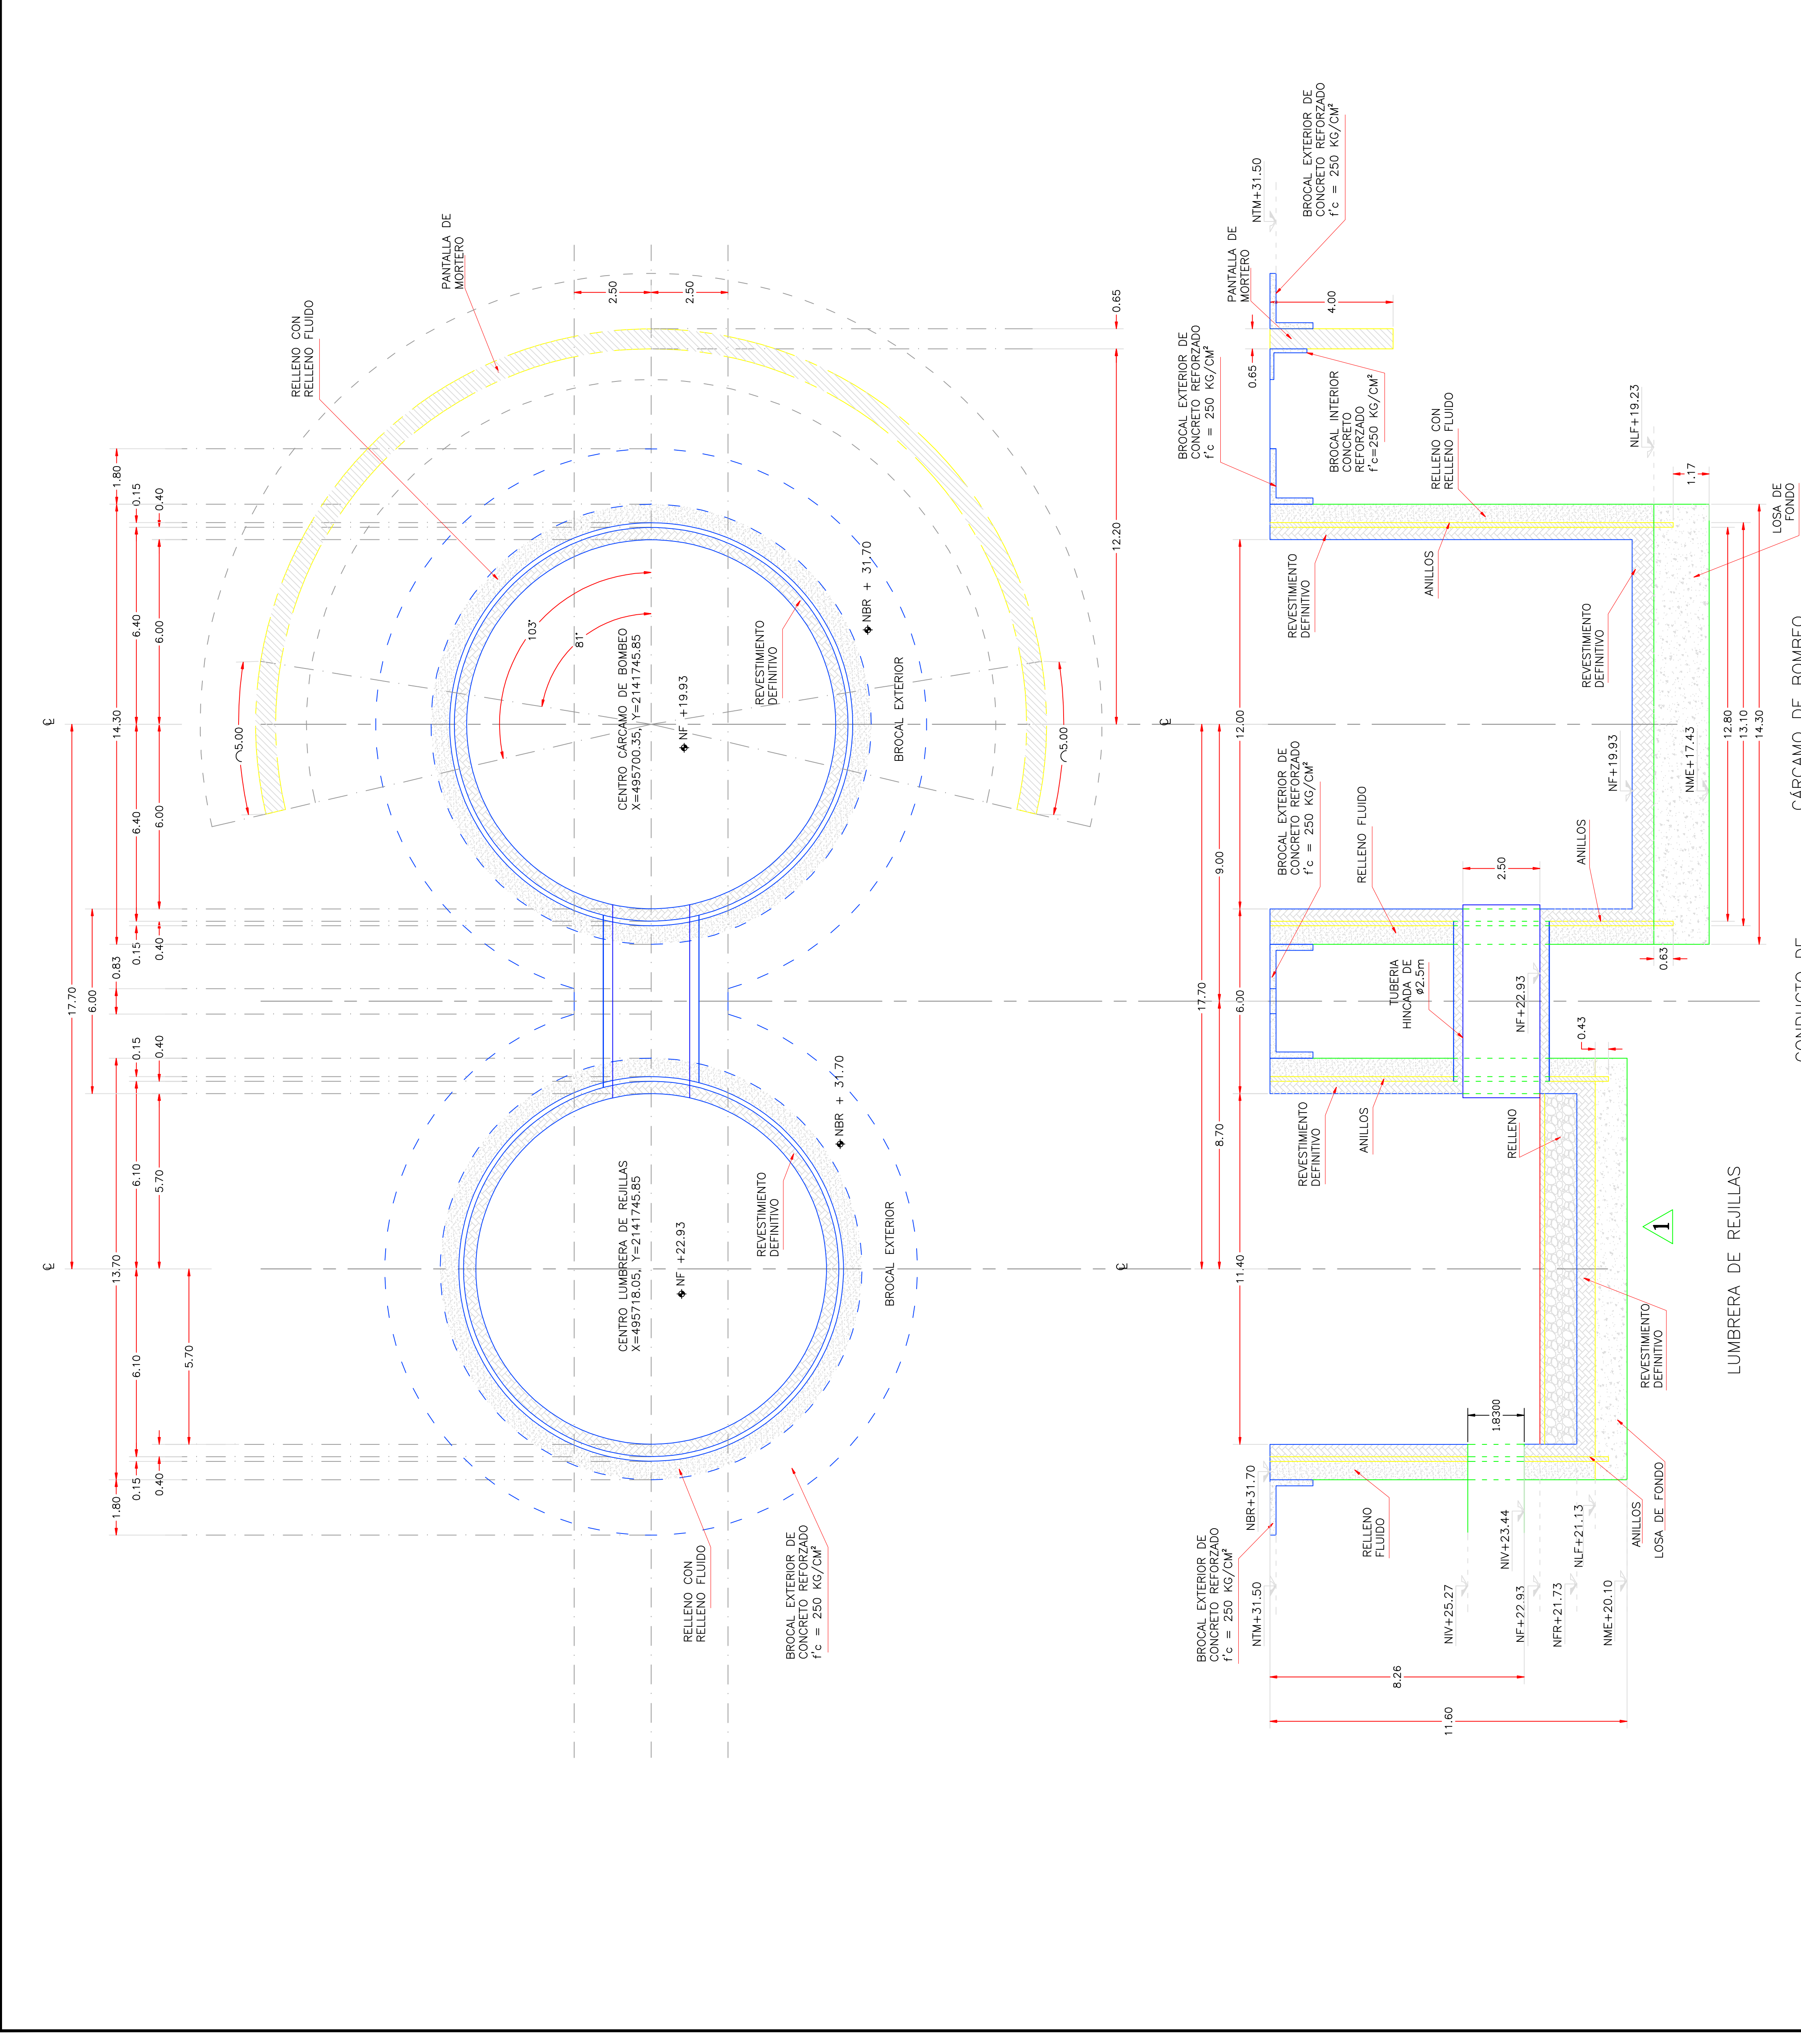 ℄
℄
17.70
6.00
13.70
14.30
1.80
0.15
6.10
0.15
0.83
0.15
6.40
6.40
0.15
1.80
0.40
5.70
0.40
0.40
6.00
6.00
0.40
6.10
5.70
RELLENO CON
RELLENO FLUIDO
PANTALLA DE
MORTERO
5.00
5.00
2.50
2.50
103°
81°
CENTRO CÁRCAMO DE BOMBEO
X=495700.35, Y=2141745.85
NF +19.93
REVESTIMIENTO
DEFINITIVO
NBR + 31.70
BROCAL EXTERIOR
CENTRO LUMBRERA DE REJILLAS
X=495718.05, Y=2141745.85
NF +22.93
REVESTIMIENTO
DEFINITIVO
NBR + 31.70
BROCAL EXTERIOR
RELLENO CON
RELLENO FLUIDO
BROCAL EXTERIOR DE
CONCRETO REFORZADO
f'c = 250 KG/CM²
12.20
0.65
℄
℄
17.70
8.70
9.00
11.40
6.00
12.00
BROCAL EXTERIOR DE
CONCRETO REFORZADO
f'c = 250 KG/CM²
NTM+31.50
NBR+31.70
BROCAL EXTERIOR DE
CONCRETO REFORZADO
f'c = 250 KG/CM²
BROCAL EXTERIOR DE
CONCRETO REFORZADO
f'c = 250 KG/CM²
PANTALLA DE
MORTERO
0.65
NTM+31.50
BROCAL EXTERIOR DE
CONCRETO REFORZADO
f'c = 250 KG/CM²
4.00
BROCAL INTERIOR
CONCRETO
REFORZADO
f'c=250 KG/CM²
RELLENO CON
RELLENO FLUIDO
REVESTIMIENTO
DEFINITIVO
ANILLOS
REVESTIMIENTO
DEFINITIVO
ANILLOS
RELLENO FLUIDO
TUBERIA
HINCADA DE
ø2.5m
2.50
NF+22.93
RELLENO
RELLENO
FLUIDO
1.8300
8.26
11.60
NIV+25.27
NIV+23.44
NF+22.93
NFR+21.73
NLF+21.13
NME+20.10
0.43
0.63
ANILLOS
REVESTIMIENTO
DEFINITIVO
NF+19.93
NLF+19.23
NME+17.43
1.17
12.80
13.10
14.30
LOSA DE
FONDO
ANILLOS
LOSA DE FONDO
REVESTIMIENTO
DEFINITIVO
1
LUMBRERA DE REJILLAS
CONDUCTO DE
CÁRCAMO DE BOMBEO